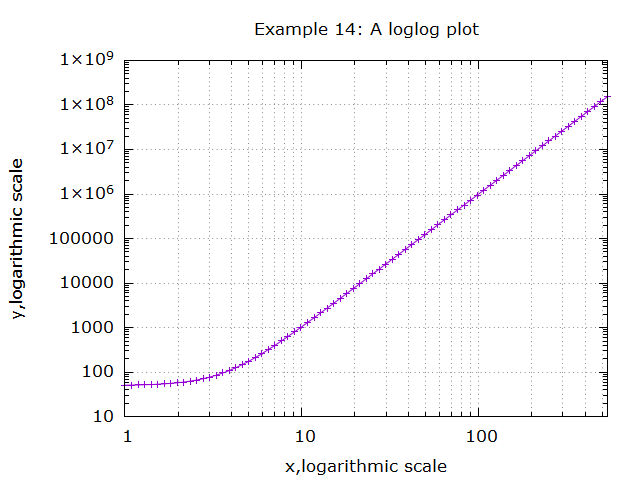 Example 14: A loglog plot
1×10⁹
1×10⁸
1×10⁷
1×10⁶
100000
10000
1000
100
10
1 10 100
y,logarithmic scale
x,logarithmic scale